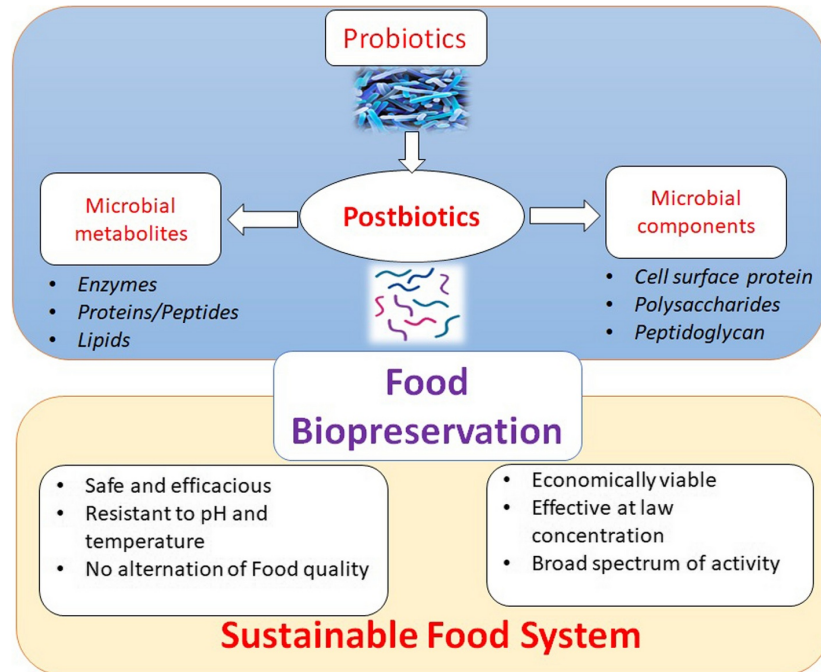 Probiotics
Postbiotics
Microbial
metabolites
• Enzymes
• Proteins/Peptides
• Lipids
Microbial
components
• Cell surface protein
• Polysaccharides
• Peptidoglycan
Food
Biopreservation
• Safe and efficacious
• Resistant to pH and
temperature
• No alternation of Food quality
• Economically viable
• Effective at law
concentration
• Broad spectrum of activity
Sustainable Food System